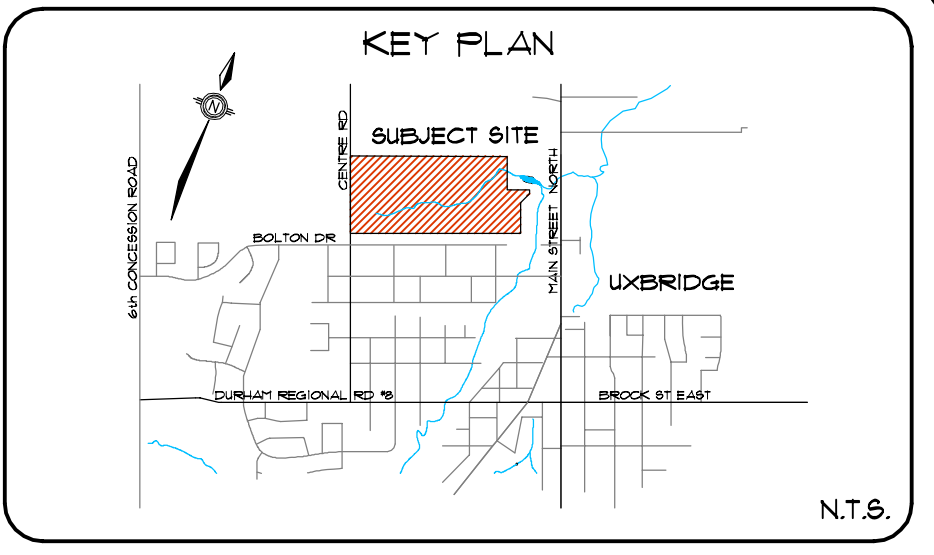 KEY PLAN
N
CENTRE RD
SUBJECT SITE
MAIN STREET NORTH
6th CONCESSION ROAD
BOLTON DR
UXBRIDGE
DURHAM REGIONAL RD #8
BROCK ST EAST
N.T.S.